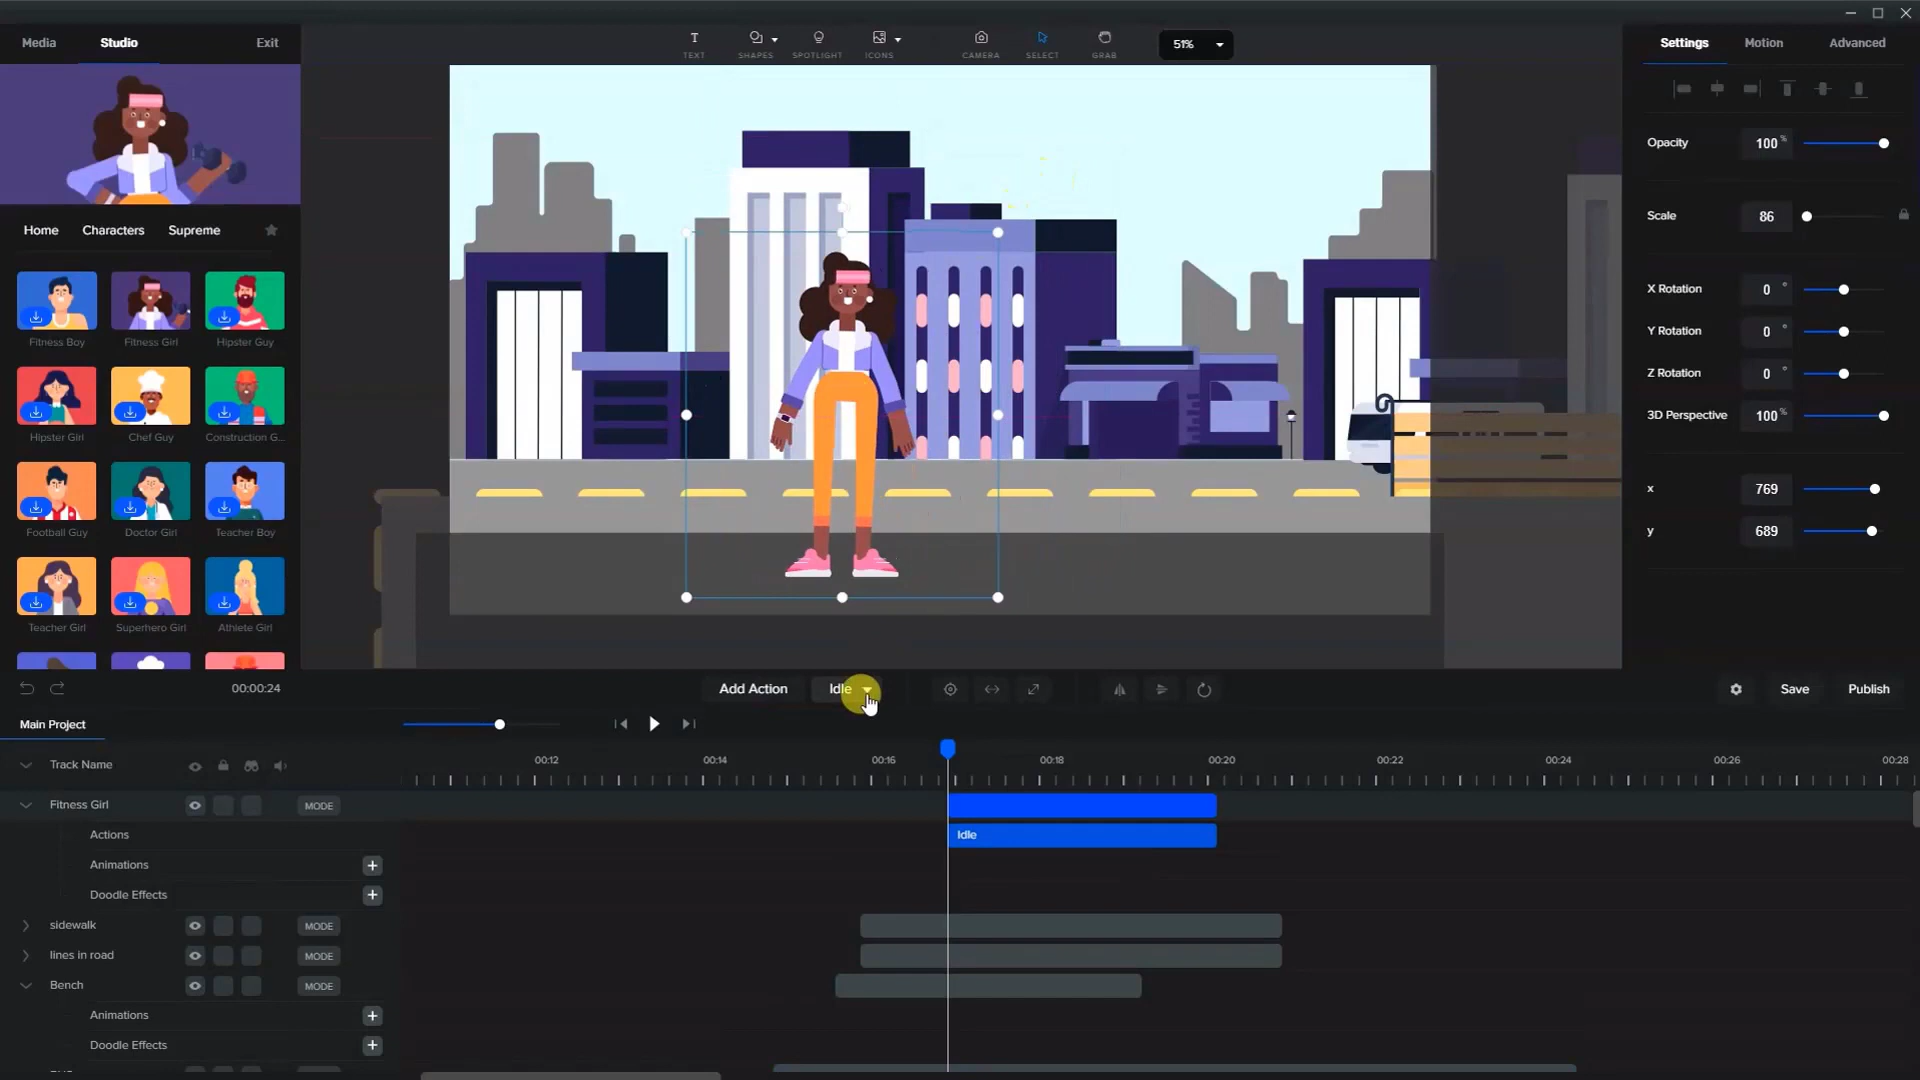 Media Studio Exit
TEXT SHAPES SPOTLIGHT ICONS CAMERA SELECT GRAB 51%
Settings Motion Advanced
Opacity 100 %
Home Characters Supreme
Scale 86
X Rotation 0 °
Fitness Boy Fitness Girl Hipster Guy
Y Rotation 0 °
Z Rotation 0 °
3D Perspective 100 %
Hipster Girl Chef Guy Construction G...
x 769
Football Guy Doctor Girl Teacher Boy
y 689
Teacher Girl Superhero Girl Athlete Girl
00:00:24 Add Action Idle Save Publish
Main Project
Track Name 00:12 00:14 00:16 00:18 00:20 00:22 00:24 00:26 00:28
Fitness Girl MODE
Actions Idle
Animations +
Doodle Effects +
sidewalk MODE
lines in road MODE
Bench MODE
Animations +
Doodle Effects +